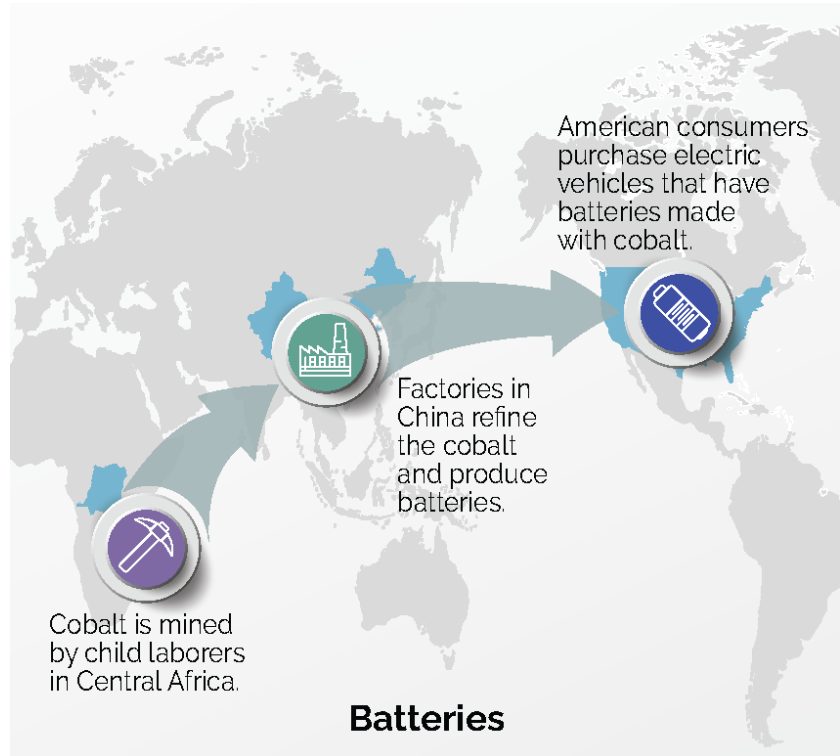 American consumers
purchase electric
vehicles that have
batteries made
with cobalt.
Factories in
China refine
the cobalt
and produce
batteries.
Cobalt is mined
by child laborers
in Central Africa.
Batteries